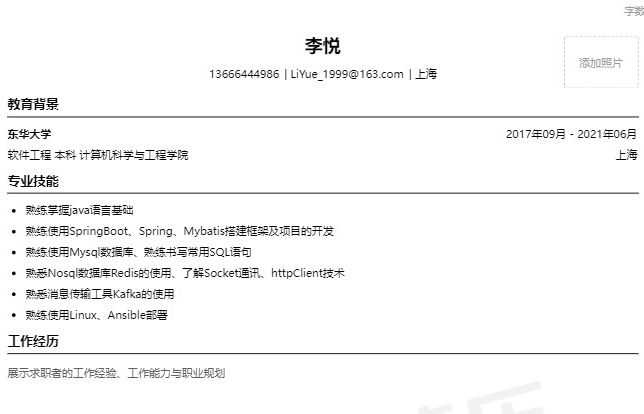 字数
李悦
添加照片
13666444986 | LiYue_1999@163.com | 上海
教育背景
东华大学 2017年09月 - 2021年06月
软件工程 本科 计算机科学与工程学院 上海
专业技能
熟练掌握java语言基础
熟练使用SpringBoot、Spring、Mybatis搭建框架及项目的开发
熟练使用Mysql数据库、熟练书写常用SQL语句
熟悉Nosql数据库Redis的使用、了解Socket通讯、httpClient技术
熟悉消息传输工具Kafka的使用
熟练使用Linux、Ansible部署
工作经历
展示求职者的工作经验、工作能力与职业规划